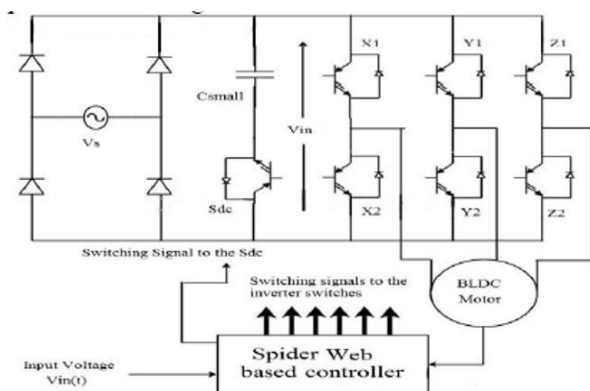 X1
Y1
Z1
Csmall
Vin
Vs
Sdc
X2
Y2
Z2
Switching Signal to the Sdc
Switching signals to the
inverter switches
BLDC
Motor
Input Voltage
Vin(t)
Spider Web
based controller